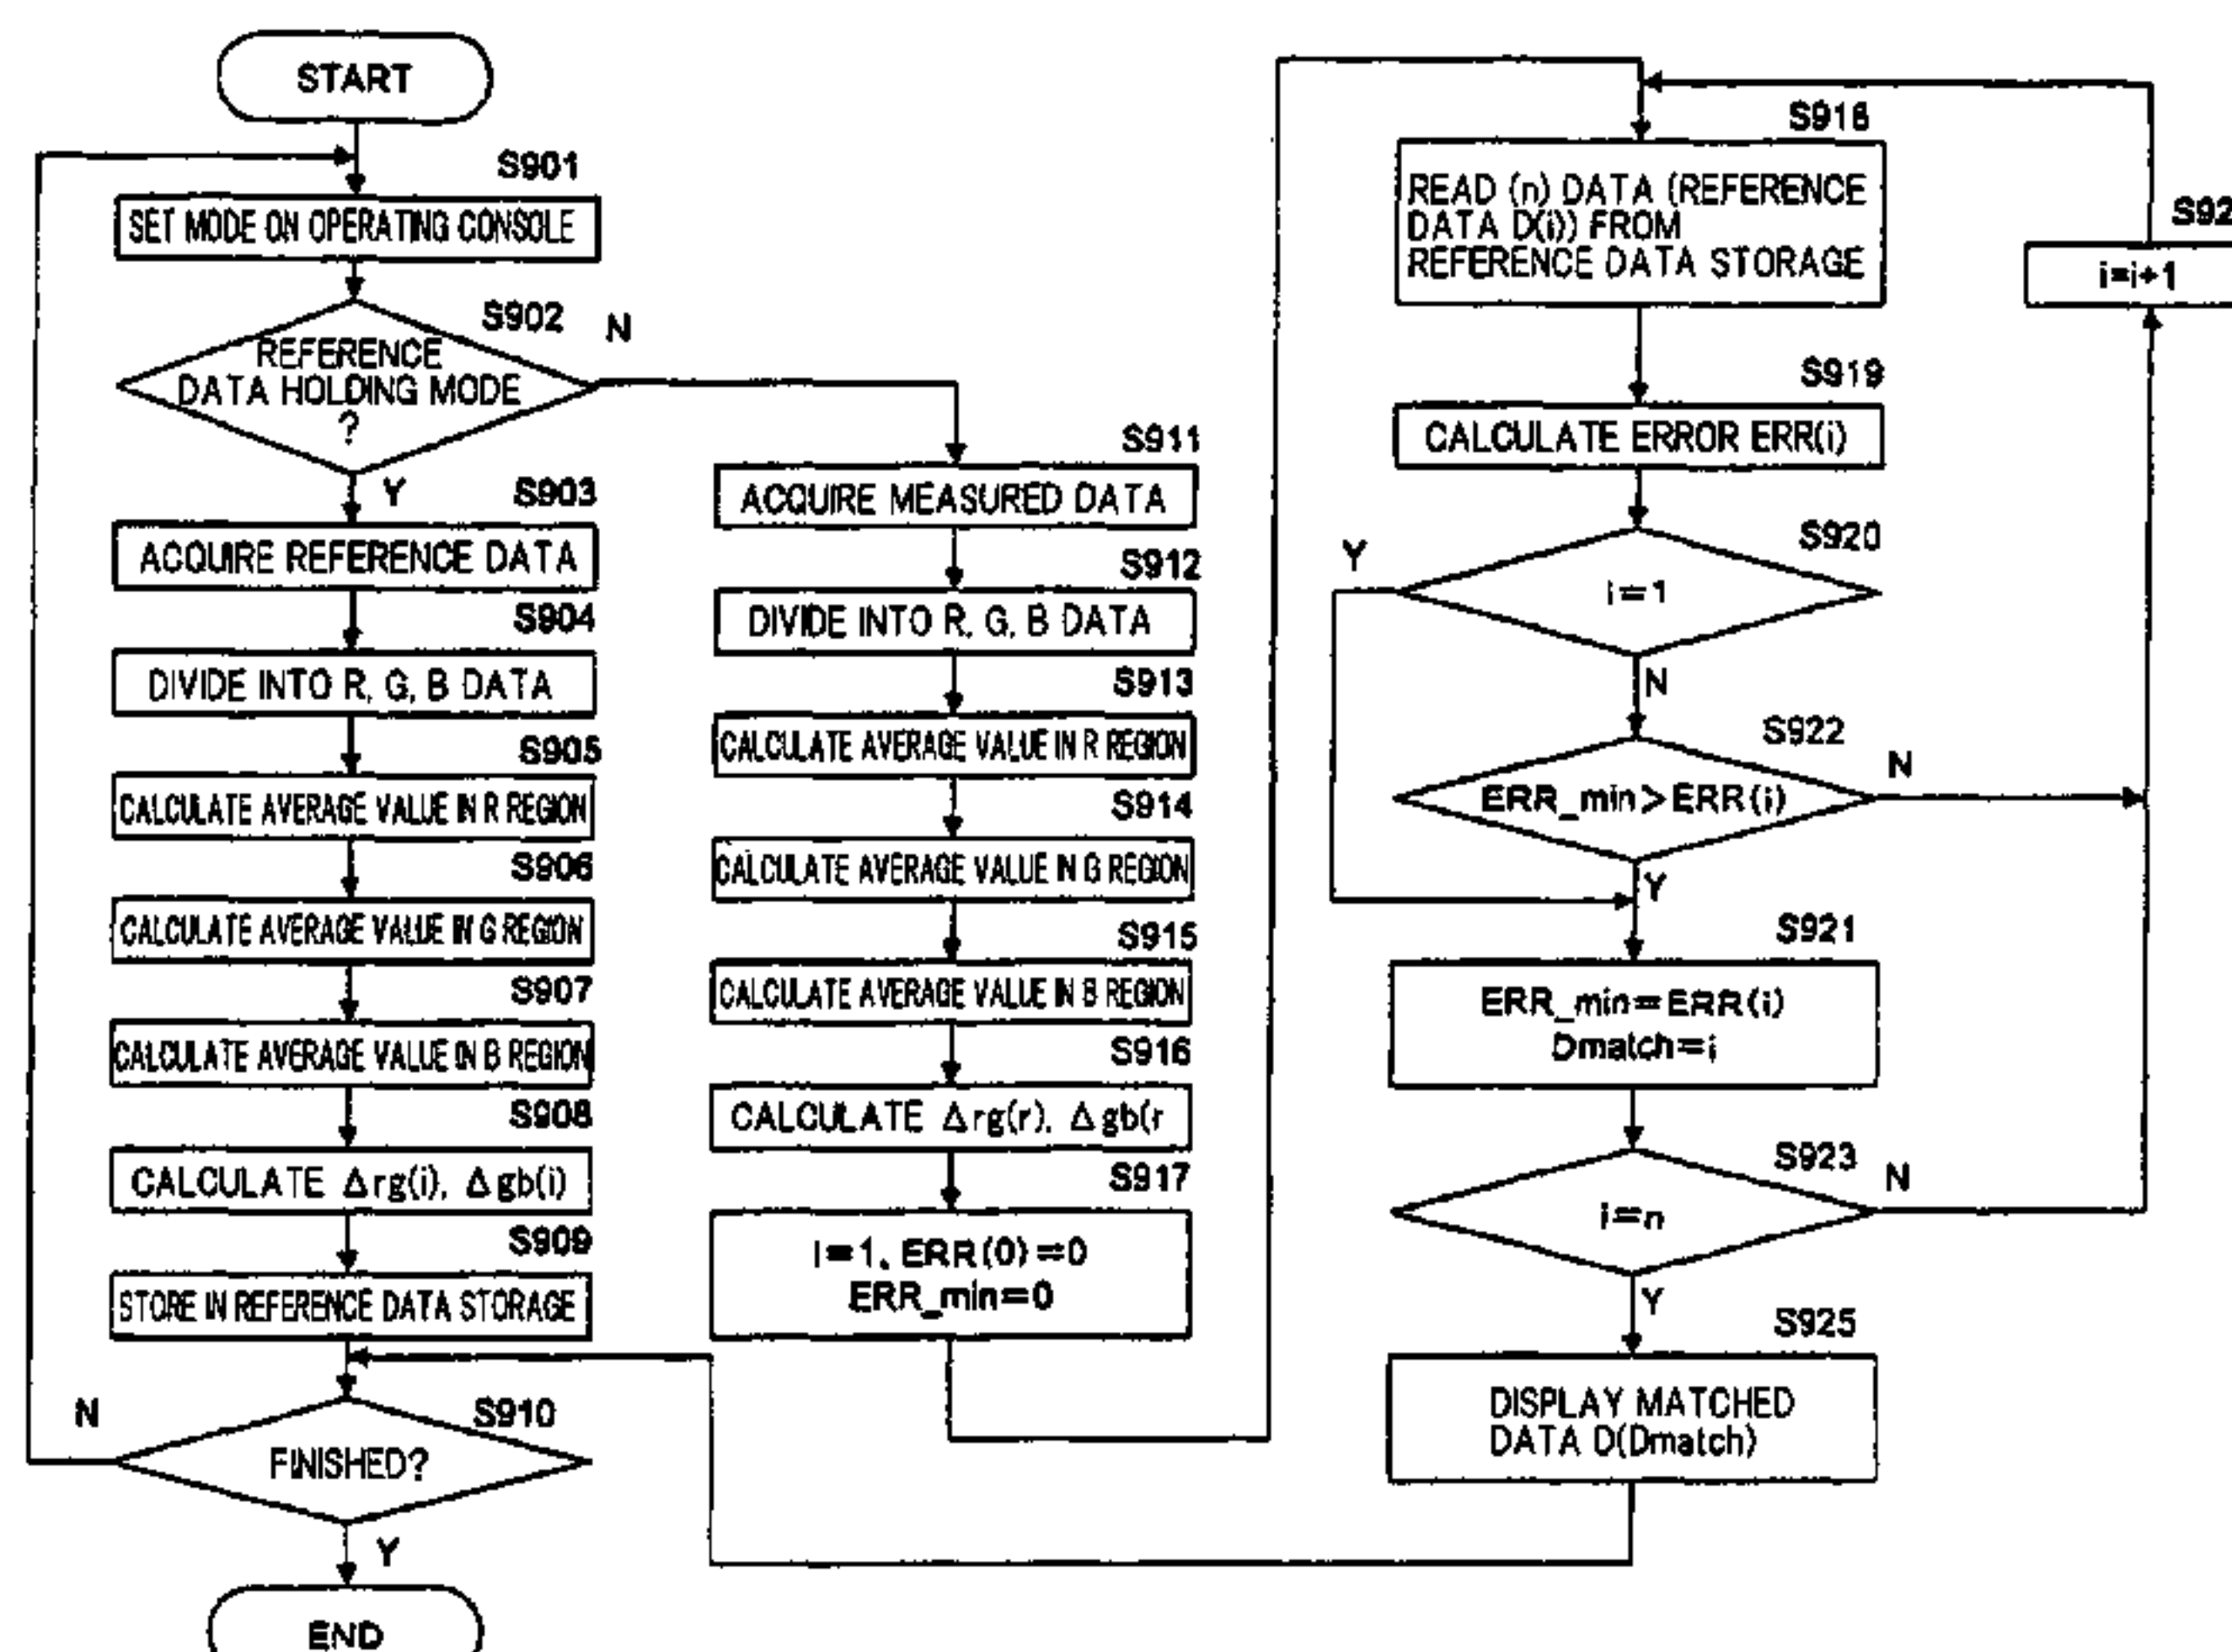 START
S901
SET MODE ON OPERATING CONSOLE
S902
N
REFERENCE
DATA HOLDING MODE
?
Y
S903
ACQUIRE REFERENCE DATA
S904
DIVIDE INTO R, G, B DATA
S905
CALCULATE AVERAGE VALUE IN R REGION
S906
CALCULATE AVERAGE VALUE IN G REGION
S907
CALCULATE AVERAGE VALUE IN B REGION
S908
CALCULATE Δrg(i), Δgb(i)
S909
STORE IN REFERENCE DATA STORAGE
N
S910
FINISHED?
Y
END
S911
ACQUIRE MEASURED DATA
S912
DIVIDE INTO R, G, B DATA
S913
CALCULATE AVERAGE VALUE IN R REGION
S914
CALCULATE AVERAGE VALUE IN G REGION
S915
CALCULATE AVERAGE VALUE IN B REGION
S916
CALCULATE Δrg(r), Δgb(r
S917
i=1, ERR(0)=0
ERR_min=0
S918
READ (n) DATA (REFERENCE
DATA D(i)) FROM
REFERENCE DATA STORAGE
S919
CALCULATE ERROR ERR(i)
S920
Y
i=1
N
S922
N
ERR_min>ERR(i)
Y
S921
ERR_min=ERR(i)
Dmatch=i
S923
N
i=n
Y
S925
DISPLAY MATCHED
DATA D(Dmatch)
S92
i=i+1